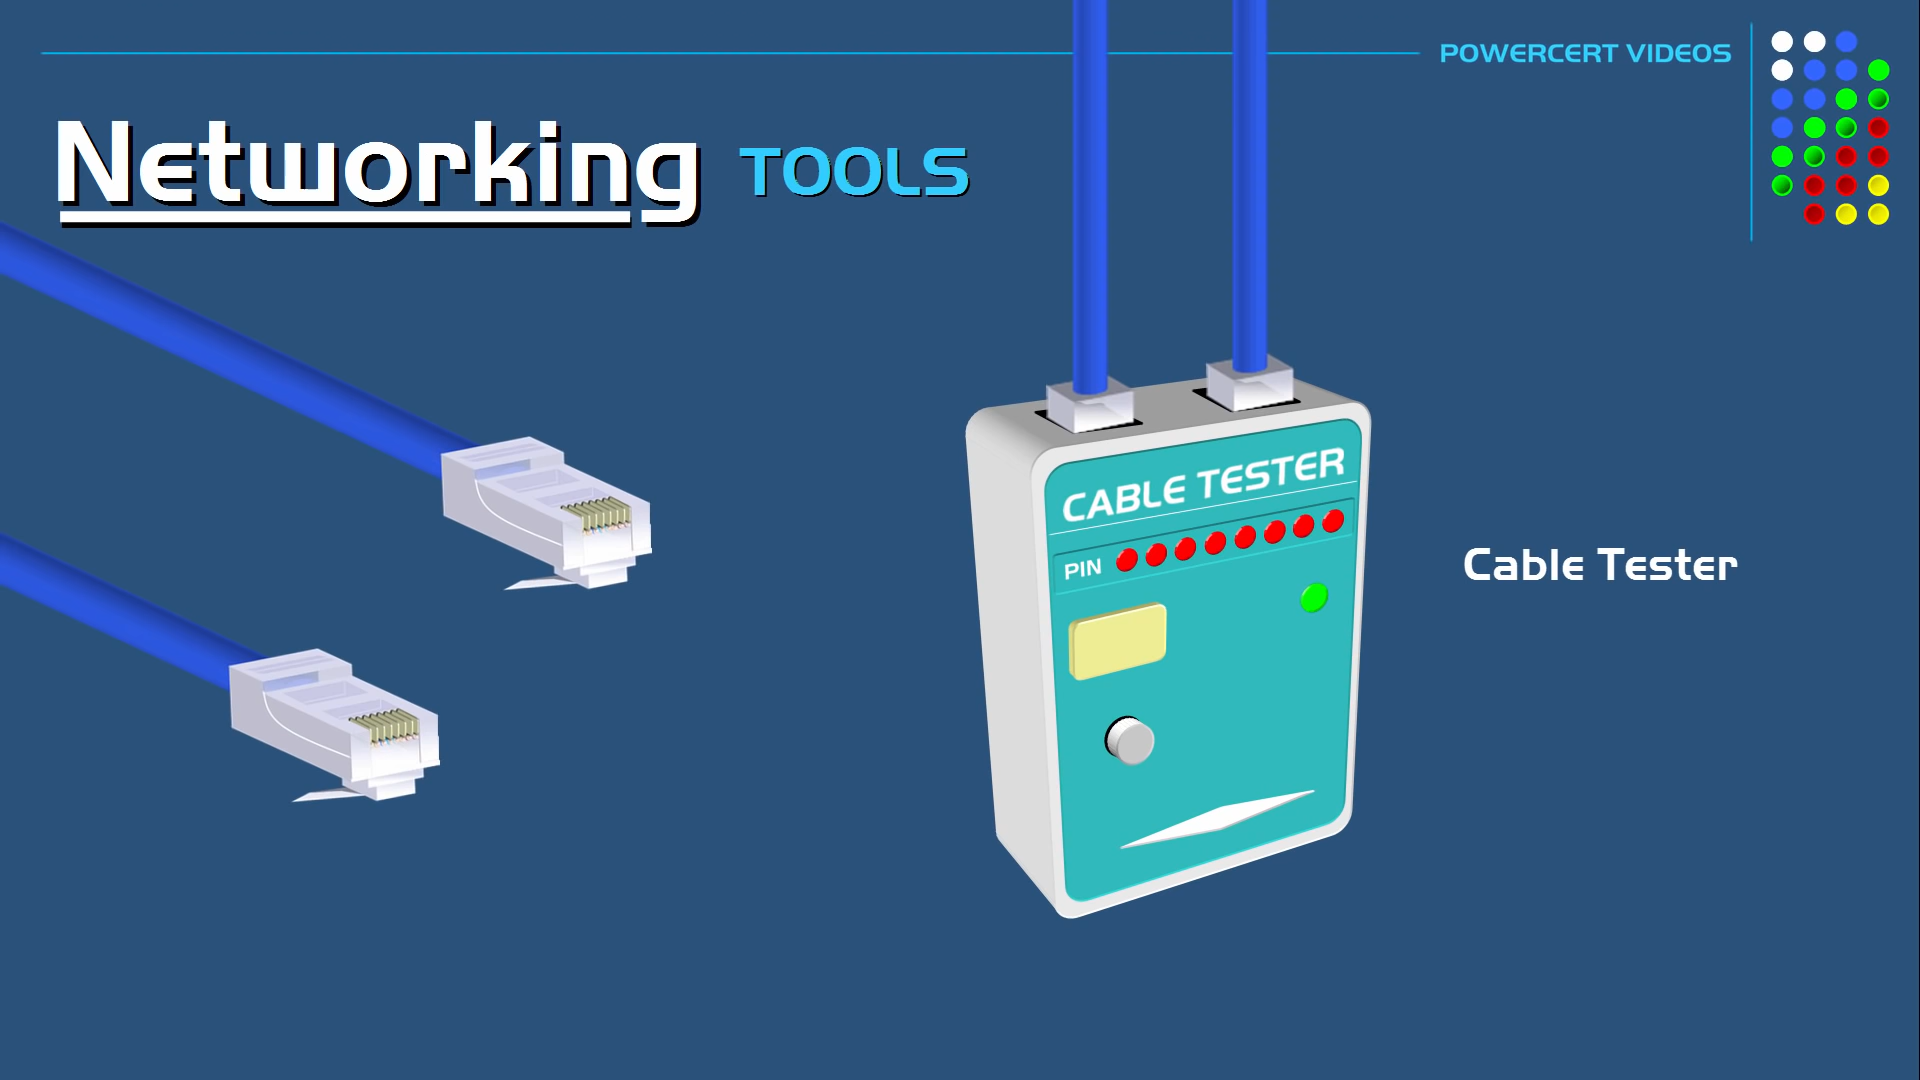 POWERCERT VIDEOS
Networking TOOLS
CABLE TESTER
PIN
Cable Tester